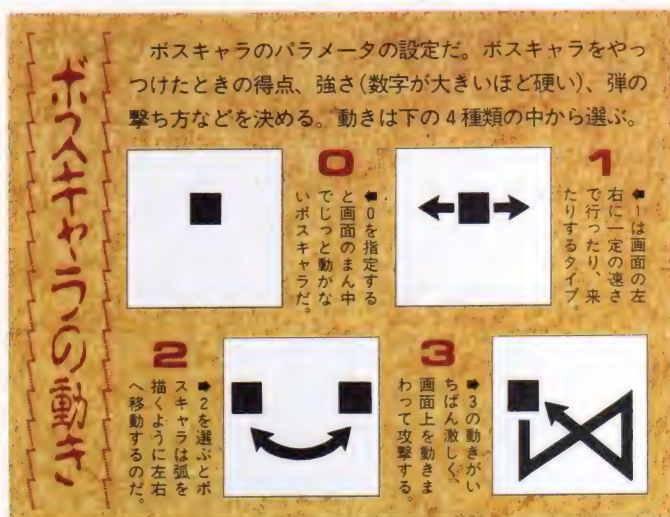 ボスキャラの動き
ボスキャラのパラメータの設定だ。ボスキャラをやっ
つけたときの得点、強さ(数字が大きいほど硬い)、弾の
撃ち方などを決める。動きは下の4種類の中から選ぶ。
0
⬅0を指定する
と画面のまん中
でじっと動かな
いボスキャラだ。
1
⬅1は画面の左
右に一定の速さ
で行ったり、来
たりするタイプ。
2
➡2を選ぶとボ
スキャラは弧を
描くように左右
へ移動するのだ。
3
➡3の動きがい
ちばん激しく、
画面上を動きま
わって攻撃する。